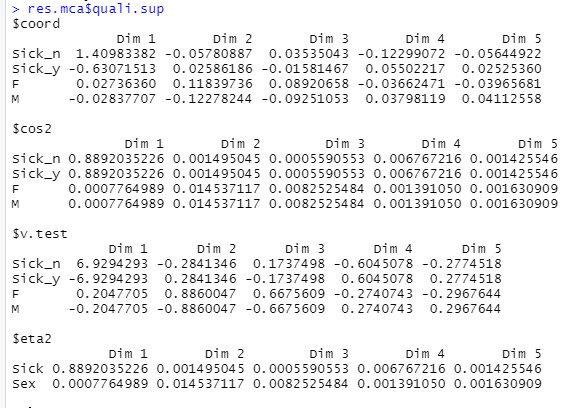 > res.mca$quali.sup
$coord
Dim 1 Dim 2 Dim 3 Dim 4 Dim 5
Sick_n 1.40983382 -0.05780887 0.03535043 -0.12299072 -0.05644922
Sick_y -0.63071513 0.02586186 -0.01581467 0.05502217 0.02525360
F 0.02736360 0.11839736 0.08920658 -0.03662471 -0.03965681
M -0.02837707 -0.12278244 -0.09251053 0.03798119 0.04112558
$cos2
Dim 1 Dim 2 Dim 3 Dim 4 Dim 5
Sick_n 0.8892035226 0.001495045 0.0005590553 0.006767216 0.001425546
Sick_y 0.8892035226 0.001495045 0.0005590553 0.006767216 0.001425546
F 0.0007764989 0.014537117 0.0082525484 0.001391050 0.001630909
M 0.0007764989 0.014537117 0.0082525484 0.001391050 0.001630909
$v.test
Dim 1 Dim 2 Dim 3 Dim 4 Dim 5
Sick_n 6.9294293 -0.2841346 0.1737498 -0.6045078 -0.2774518
Sick_y -6.9294293 0.2841346 -0.1737498 0.6045078 0.2774518
F 0.2047705 0.8860047 0.6675609 -0.2740743 -0.2967644
M -0.2047705 -0.8860047 -0.6675609 0.2740743 0.2967644
$eta2
Dim 1 Dim 2 Dim 3 Dim 4 Dim 5
Sick 0.8892035226 0.001495045 0.0005590553 0.006767216 0.001425546
Sex 0.0007764989 0.014537117 0.0082525484 0.001391050 0.001630909